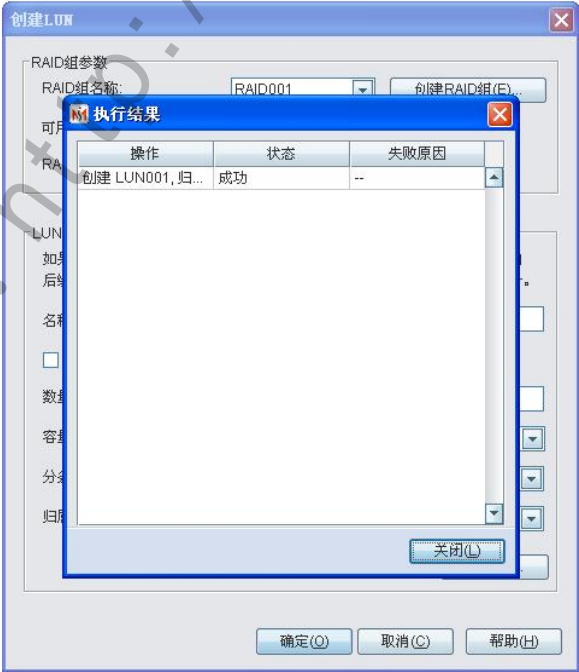 创建LUN
RAID组参数
RAID组名称: RAID001 创建RAID组(E)...
执行结果
操作 状态 失败原因
创建 LUN001, 归... 成功 --
可用
RA
LUN
如果
后缀
名称
数量
容量
分条
归属
关闭(L)
确定(O) 取消(C) 帮助(H)
http:/